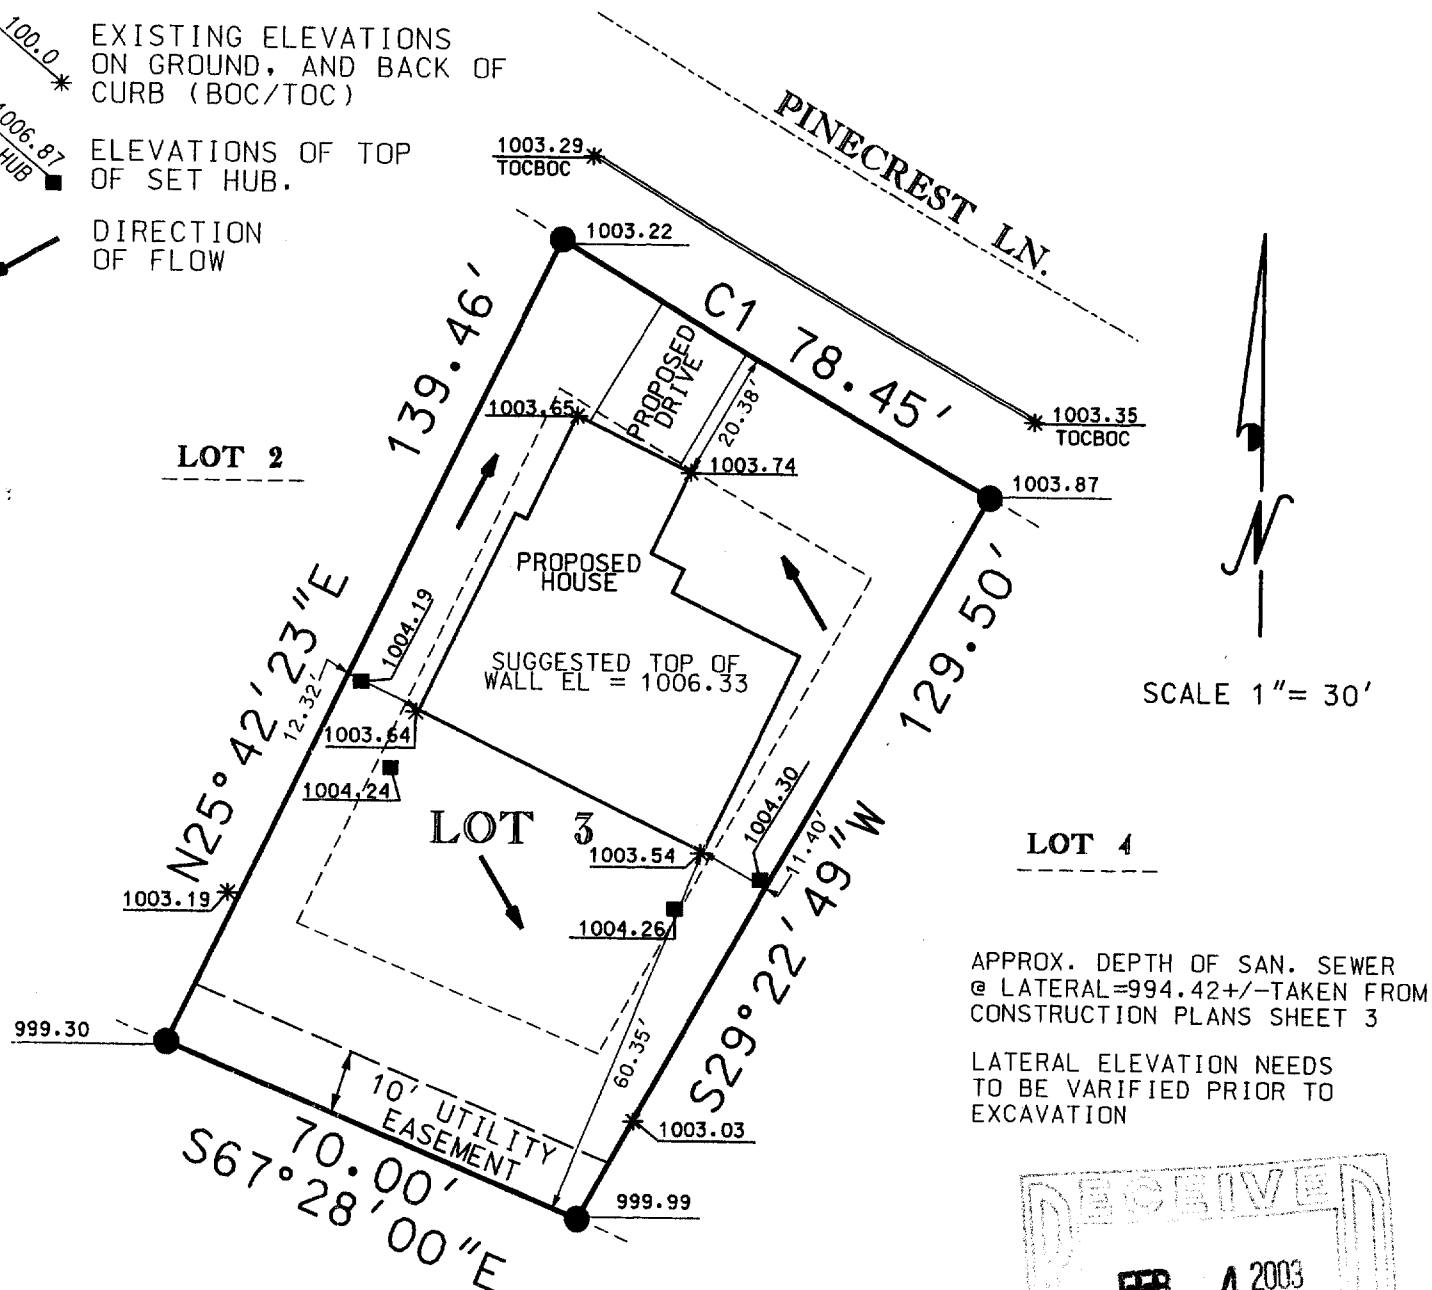 100.0
EXISTING ELEVATIONS
ON GROUND, AND BACK OF
CURB (BOC/TOC)
1006.87
HUB
ELEVATIONS OF TOP
OF SET HUB.
DIRECTION
OF FLOW
PINECREST LN.
1003.29
TOCBOC
1003.22
C1 78.45'
139.46'
PROPOSED
DRIVE
20.38'
1003.65
1003.74
1003.35
TOCBOC
1003.87
LOT 2
N
PROPOSED
HOUSE
SUGGESTED TOP OF
WALL EL = 1006.33
129.50'
SCALE 1"= 30'
1004.19
12.32'
N25°42'23"E
1003.64
1004.24
LOT 3
1003.54
1004.30
11.40'
S29°22'49"W
LOT 4
1003.19
1004.26
60.35'
999.30
10' UTILITY
EASEMENT
70.00'
S67°28'00"E
1003.03
999.99
APPROX. DEPTH OF SAN. SEWER
@ LATERAL=994.42+/-TAKEN FROM
CONSTRUCTION PLANS SHEET 3
LATERAL ELEVATION NEEDS
TO BE VARIFIED PRIOR TO
EXCAVATION
RECEIVED
FEB 4 2003